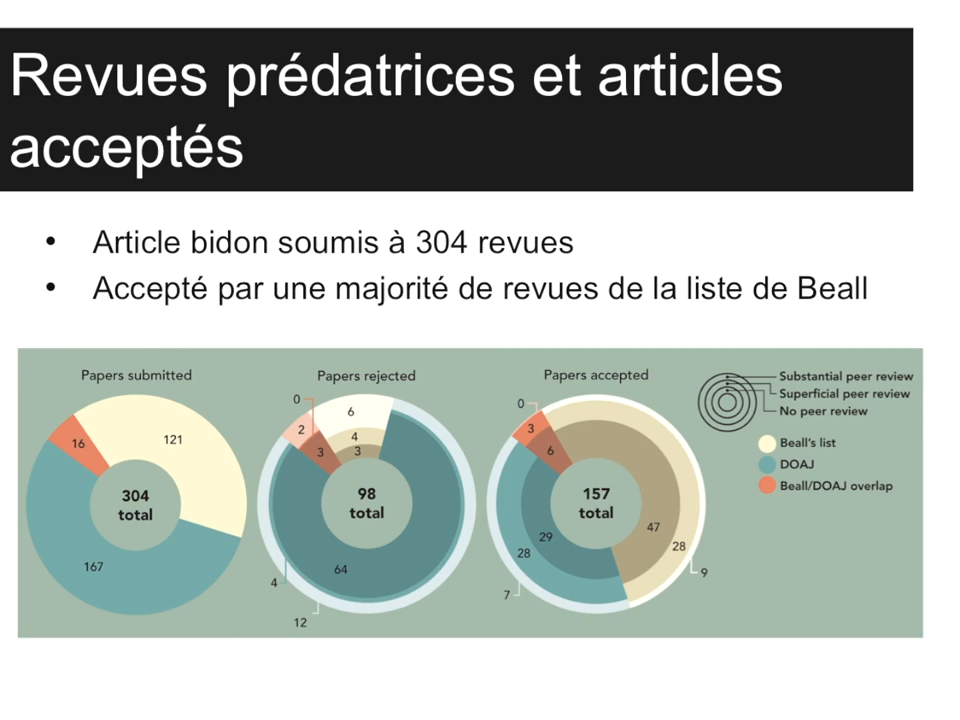 Revues prédatrices et articles
acceptés
• Article bidon soumis à 304 revues
• Accepté par une majorité de revues de la liste de Beall
Papers submitted
16
121
304
total
167
Papers rejected
0
2
6
4
3
3
98
total
64
4
12
Papers accepted
0
3
6
157
total
29
28
7
47
28
9
Substantial peer review
Superficial peer review
No peer review
Beall's list
DOAJ
Beall/DOAJ overlap